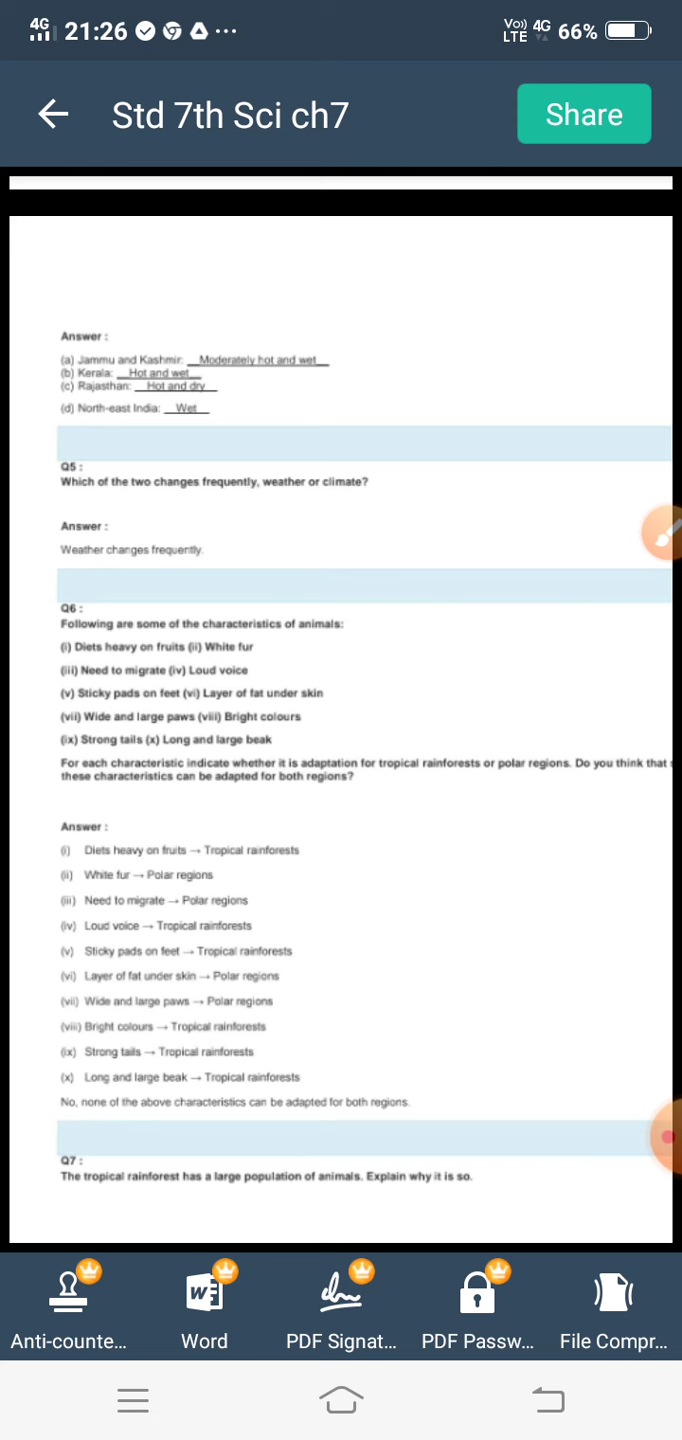 4G 21:26 ... Vo)) LTE 4G 66%
Std 7th Sci ch7 Share
Answer :
(a) Jammu and Kashmir: __Moderately hot and wet__
(b) Kerala: __Hot and wet__
(c) Rajasthan: __Hot and dry__
(d) North-east India: __Wet__
Q5 :
Which of the two changes frequently, weather or climate?
Answer :
Weather changes frequently.
Q6 :
Following are some of the characteristics of animals:
(i) Diets heavy on fruits (ii) White fur
(iii) Need to migrate (iv) Loud voice
(v) Sticky pads on feet (vi) Layer of fat under skin
(vii) Wide and large paws (viii) Bright colours
(ix) Strong tails (x) Long and large beak
For each characteristic indicate whether it is adaptation for tropical rainforests or polar regions. Do you think that
these characteristics can be adapted for both regions?
Answer :
(i) Diets heavy on fruits → Tropical rainforests
(ii) White fur → Polar regions
(iii) Need to migrate → Polar regions
(iv) Loud voice → Tropical rainforests
(v) Sticky pads on feet → Tropical rainforests
(vi) Layer of fat under skin → Polar regions
(vii) Wide and large paws → Polar regions
(viii) Bright colours → Tropical rainforests
(ix) Strong tails → Tropical rainforests
(x) Long and large beak → Tropical rainforests
No, none of the above characteristics can be adapted for both regions.
Q7 :
The tropical rainforest has a large population of animals. Explain why it is so.
W
Anti-counte... Word PDF Signat... PDF Passw... File Compr...